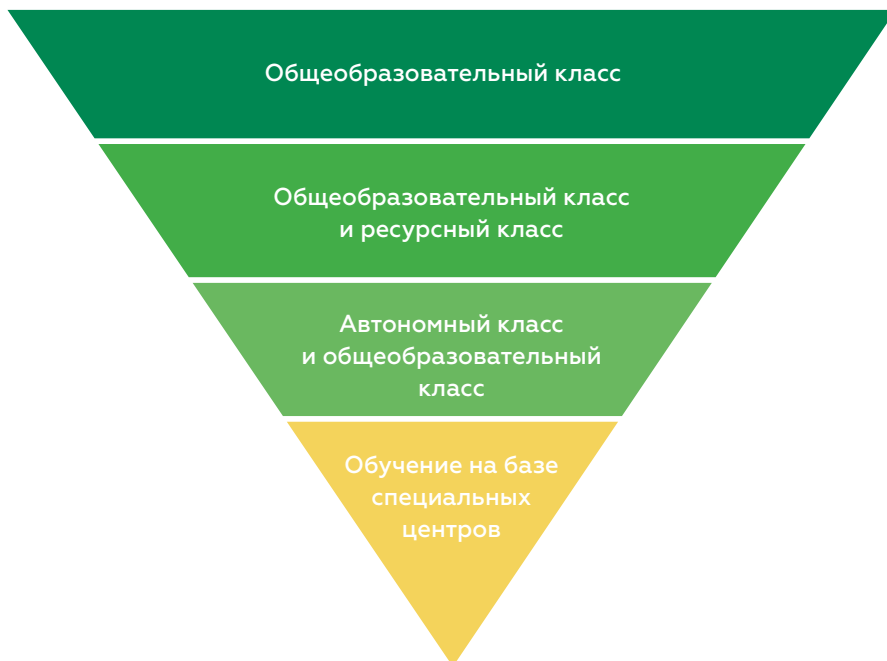 Общеобразовательный класс
Общеобразовательный класс
и ресурсный класс
Автономный класс
и общеобразовательный
класс
Обучение на базе
специальных
центров